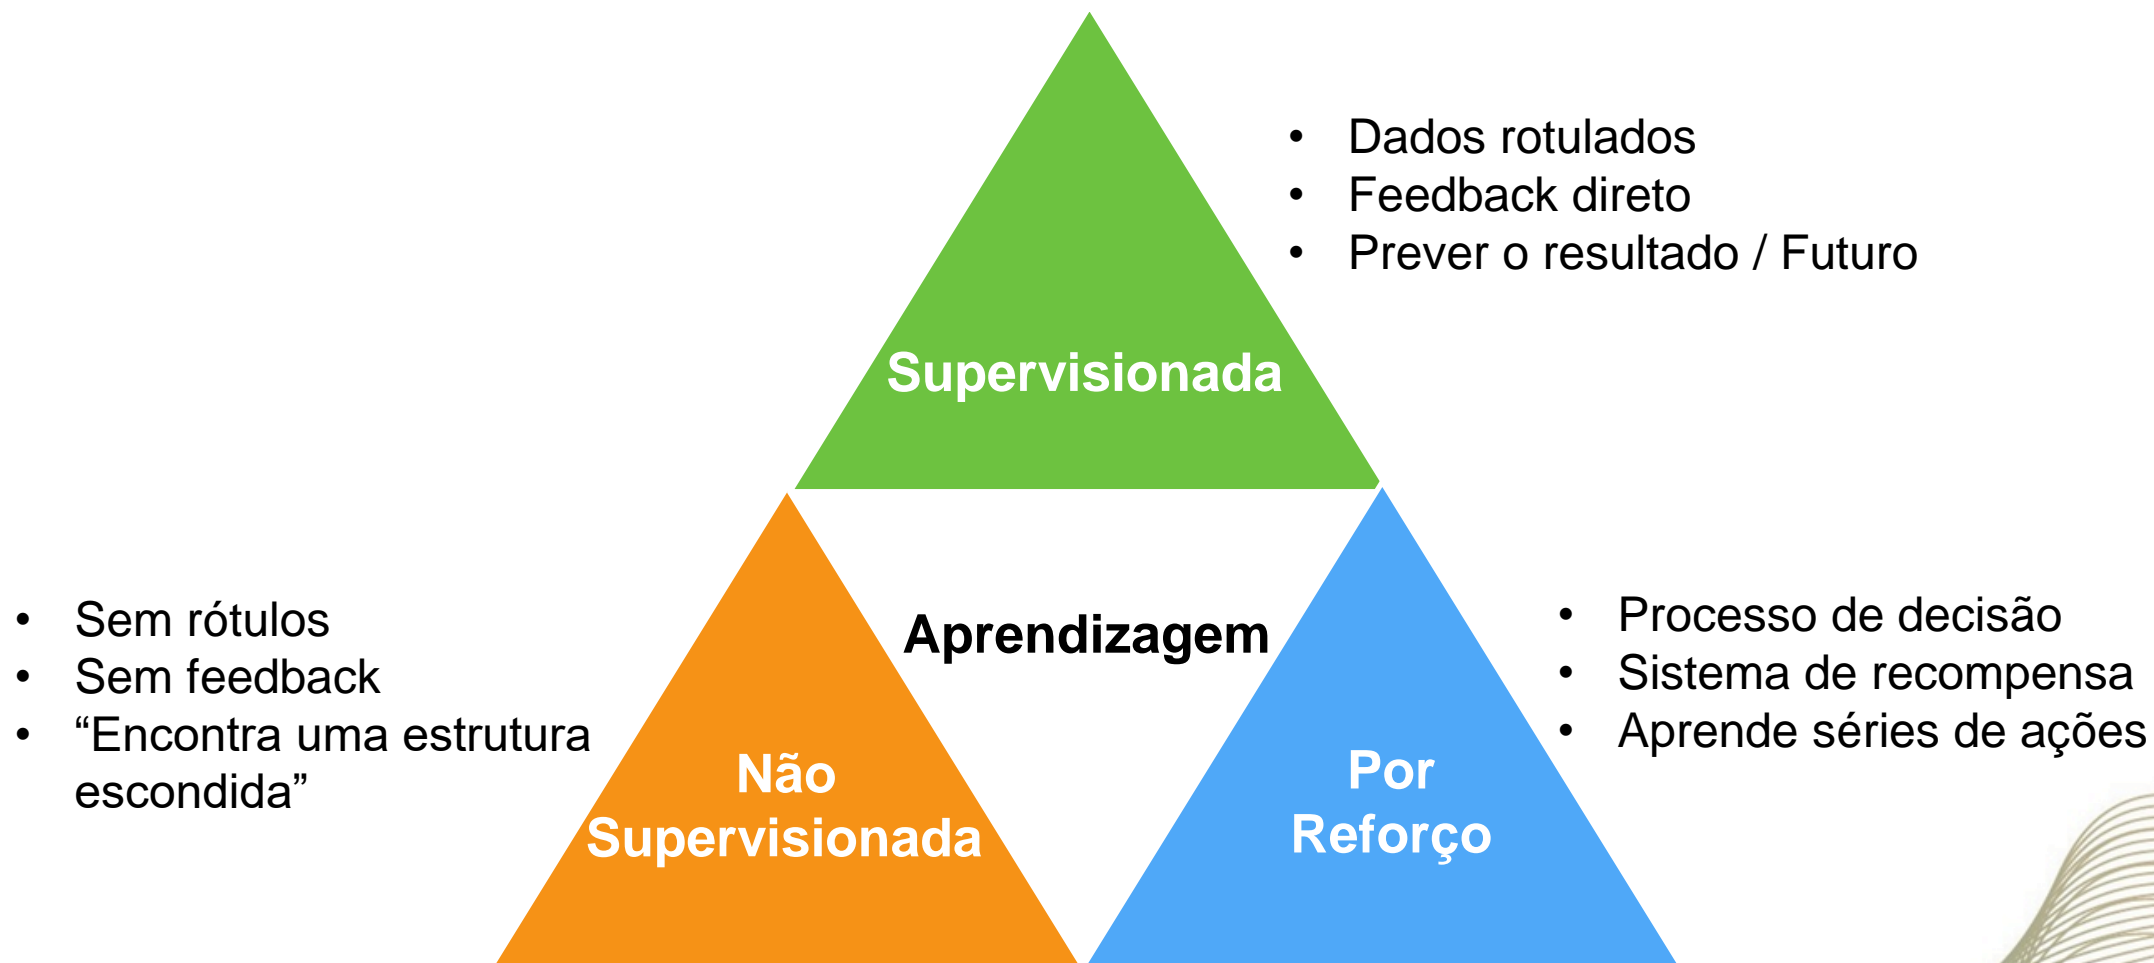 • Dados rotulados
• Feedback direto
• Prever o resultado / Futuro
Supervisionada
Aprendizagem
• Sem rótulos
• Sem feedback
• “Encontra uma estrutura
escondida”
Não
Supervisionada
Por
Reforço
• Processo de decisão
• Sistema de recompensa
• Aprende séries de ações